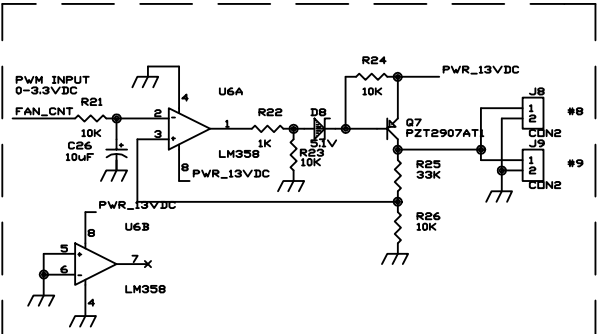 R24
PWR_13VDC
10K
PWM INPUT
0-3.3VDC
FAN_CNT
R21
10K
C26
10uF
+
4
U6A
2
-
3
+
1
8
LM358
PWR_13VDC
R22
1K
D8
5.1V
R23
10K
Q7
PZT2907AT1
J8
1
2
CON2
#8
J9
1
2
CON2
#9
R25
33K
R26
10K
PWR_13VDC
U6B
8
5
+
6
-
7
4
LM358